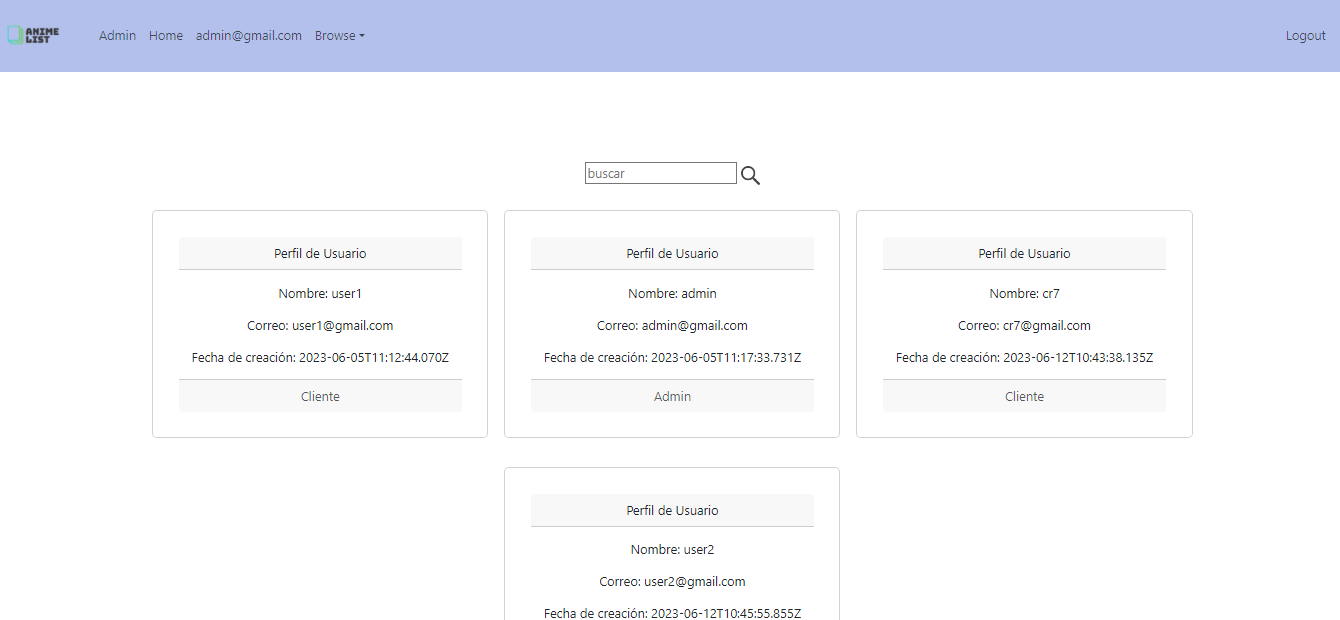 ANIME
LIST
Admin Home admin@gmail.com Browse Logout
buscar
Perfil de Usuario
Nombre: user1
Correo: user1@gmail.com
Fecha de creación: 2023-06-05T11:12:44.070Z
Cliente
Perfil de Usuario
Nombre: admin
Correo: admin@gmail.com
Fecha de creación: 2023-06-05T11:17:33.731Z
Admin
Perfil de Usuario
Nombre: cr7
Correo: cr7@gmail.com
Fecha de creación: 2023-06-12T10:43:38.135Z
Cliente
Perfil de Usuario
Nombre: user2
Correo: user2@gmail.com
Fecha de creación: 2023-06-12T10:45:55.855Z